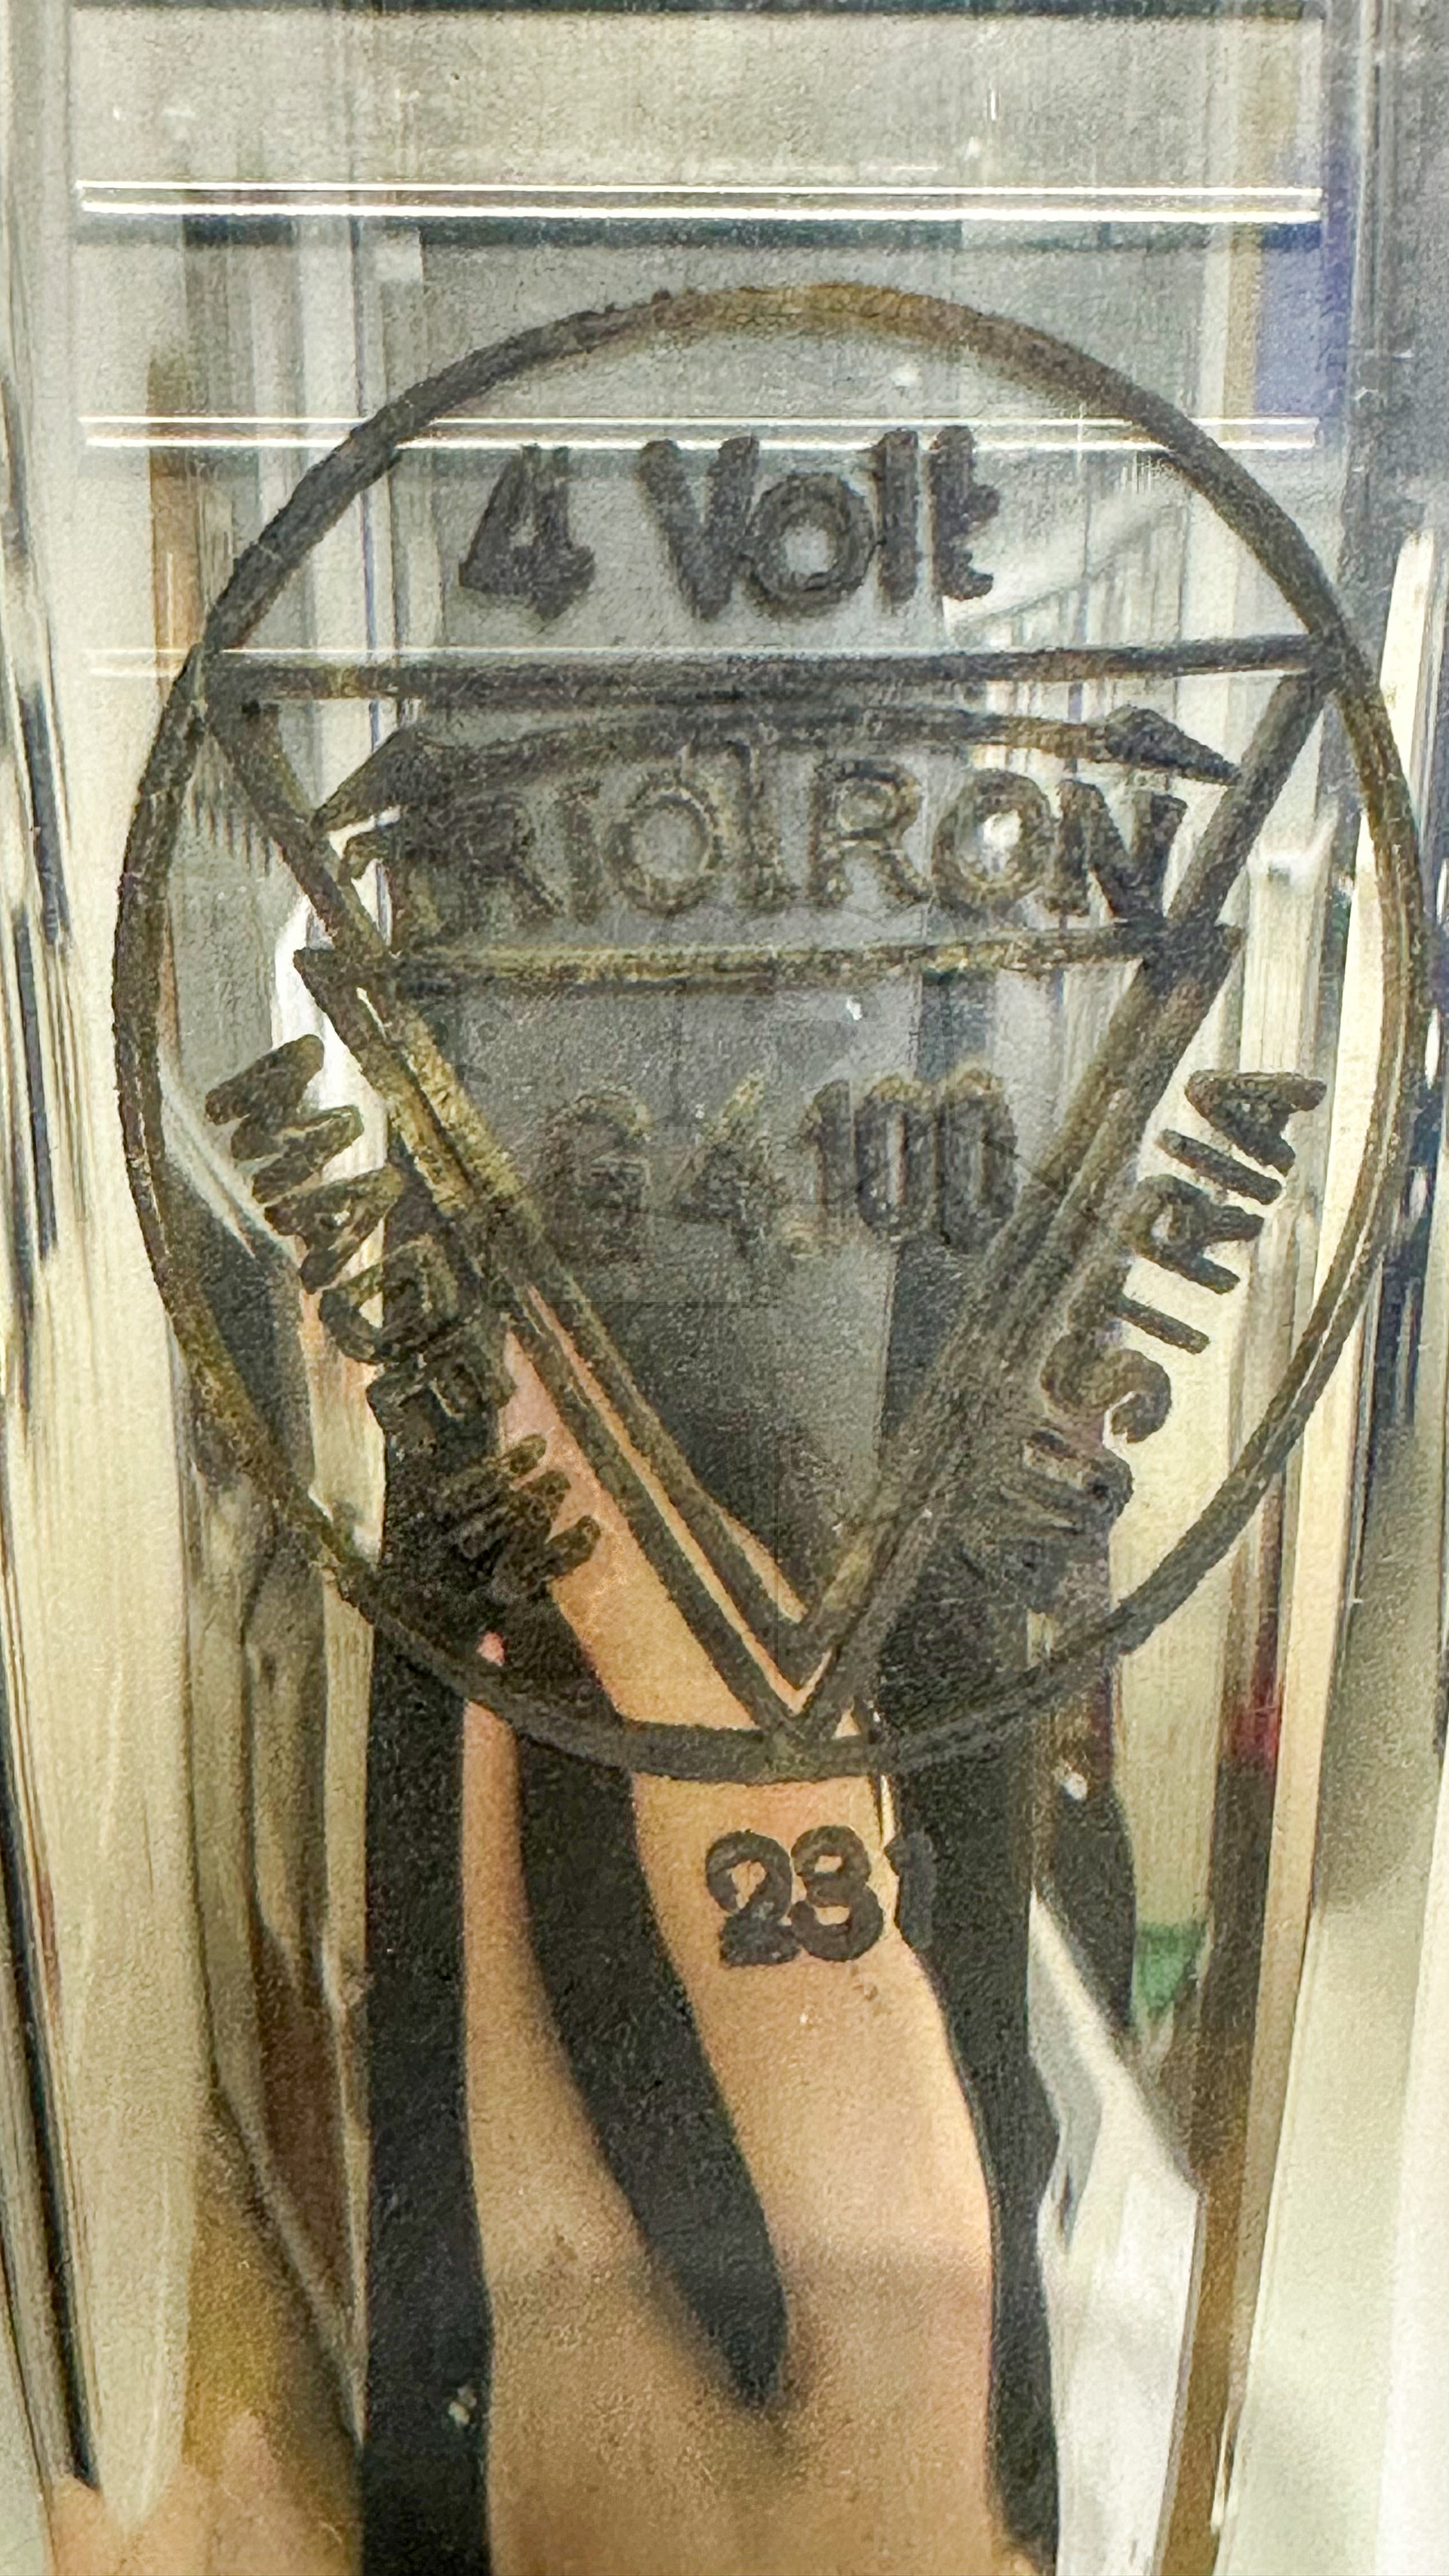 4 Volt
TRIOTRON
G 4.100
MADE IN AUSTRIA
231